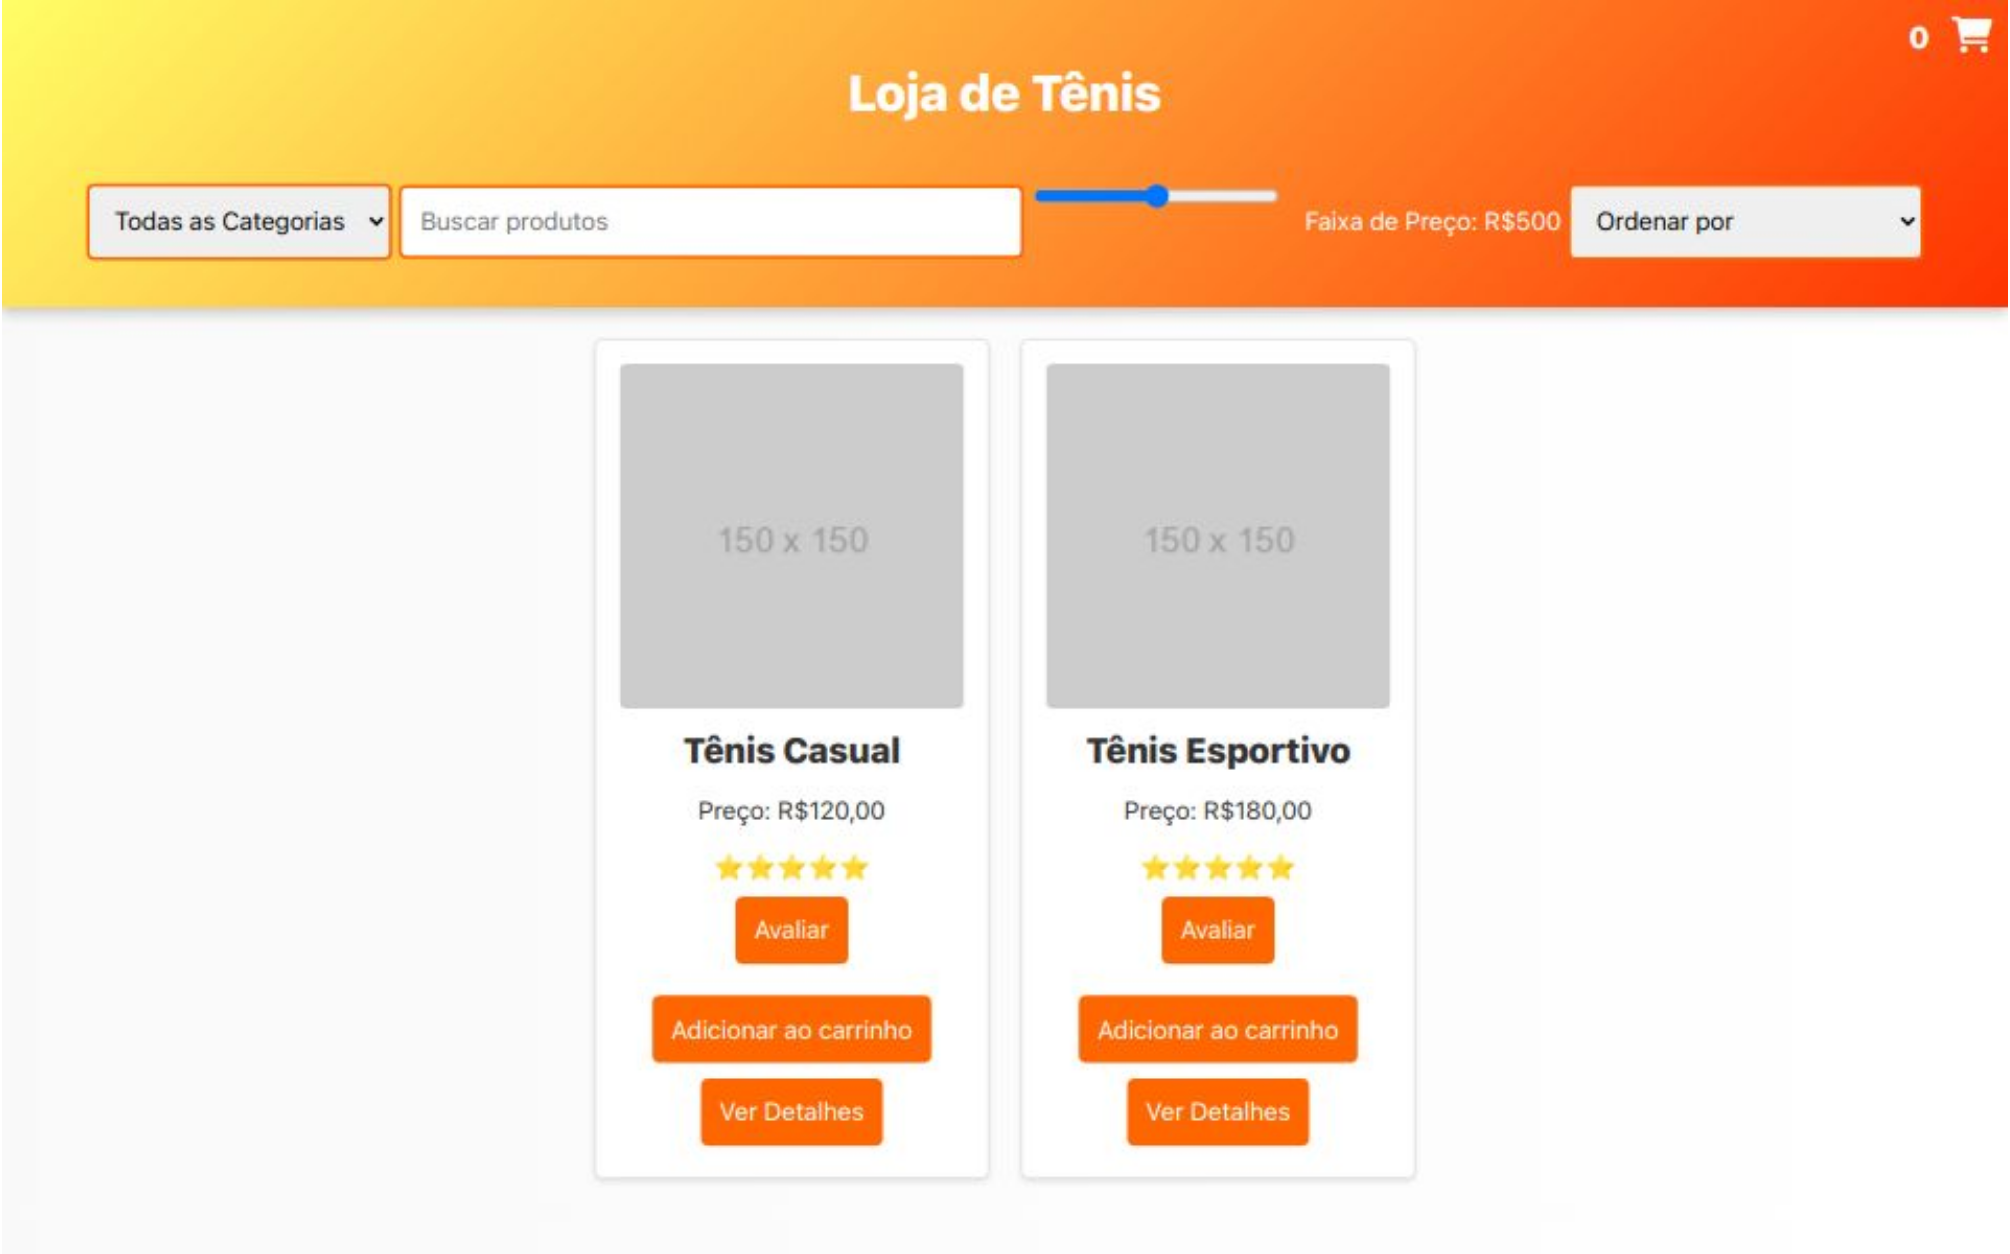 0
Loja de Tênis
Todas as Categorias
Buscar produtos
Faixa de Preço: R$500
Ordenar por
150 x 150
Tênis Casual
Preço: R$120,00
Avaliar
Adicionar ao carrinho
Ver Detalhes
150 x 150
Tênis Esportivo
Preço: R$180,00
Avaliar
Adicionar ao carrinho
Ver Detalhes